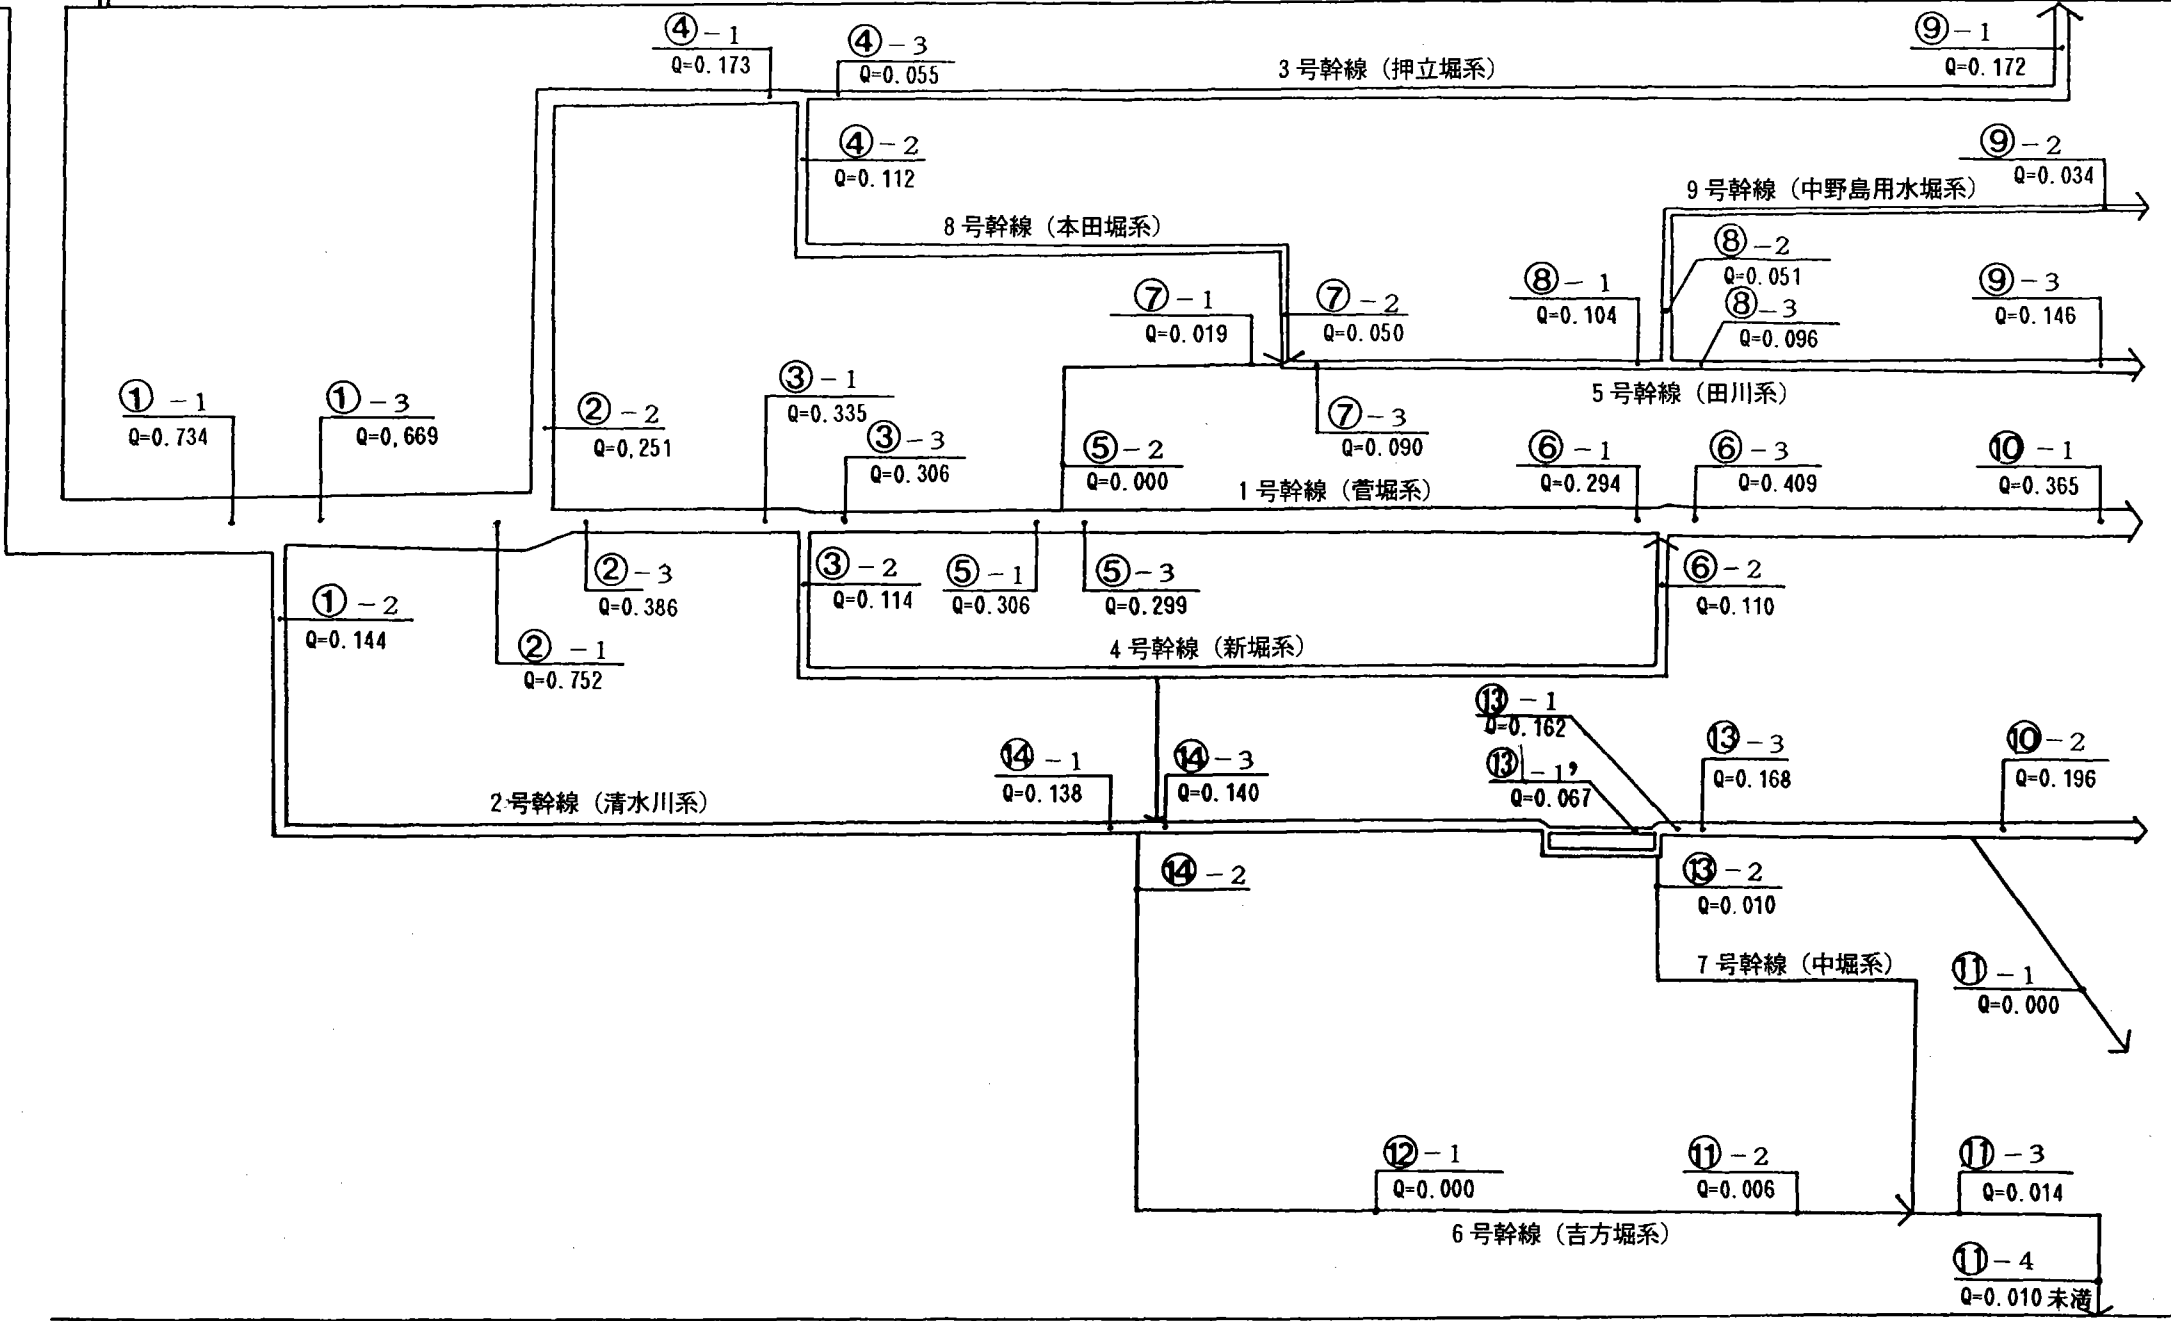 ④-1
Q=0.173
④-3
Q=0.055
3号幹線（押立堀系）
⑨-1
Q=0.172
④-2
Q=0.112
⑨-2
Q=0.034
9号幹線（中野島用水堀系）
8号幹線（本田堀系）
⑧-2
Q=0.051
⑦-1
Q=0.019
⑦-2
Q=0.050
⑧-1
Q=0.104
⑧-3
Q=0.096
⑨-3
Q=0.146
5号幹線（田川系）
①-1
Q=0.734
①-3
Q=0,669
②-2
Q=0,251
③-1
Q=0.335
③-3
Q=0.306
⑦-3
Q=0.090
⑤-2
Q=0.000
1号幹線（菅堀系）
⑥-1
Q=0.294
⑥-3
Q=0.409
⑩-1
Q=0.365
①-2
Q=0.144
②-3
Q=0.386
②-1
Q=0.752
③-2
Q=0.114
⑤-1
Q=0.306
⑤-3
Q=0.299
⑥-2
Q=0.110
4号幹線（新堀系）
⑬-1
Q=0.162
⑭-1
Q=0.138
⑭-3
Q=0.140
⑬-1’
Q=0.067
⑬-3
Q=0.168
⑩-2
Q=0.196
2号幹線（清水川系）
⑭-2
⑬-2
Q=0.010
7号幹線（中堀系）
⑪-1
Q=0.000
⑫-1
Q=0.000
⑪-2
Q=0.006
⑪-3
Q=0.014
6号幹線（吉方堀系）
⑪-4
Q=0.010未満